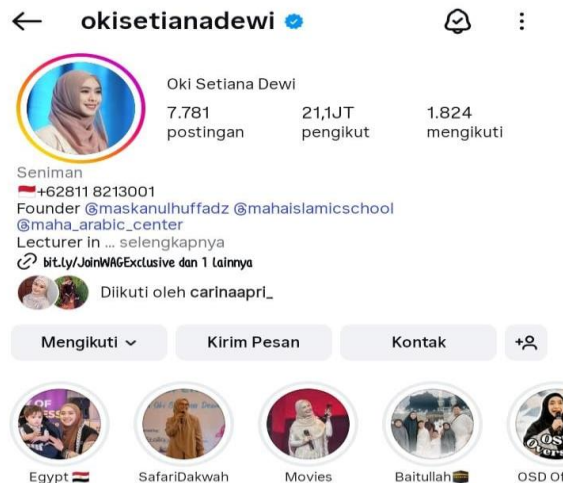 okisetianadewi
Oki Setiana Dewi
7.781 21,1JT 1.824
postingan pengikut mengikuti
Seniman
🇮🇩+62811 8213001
Founder @maskanulhuffadz @mahaislamicschool
@maha_arabic_center
Lecturer in ... selengkapnya
bit.ly/JoinWAGExclusive dan 1 lainnya
Diikuti oleh carinaapri_
Mengikuti Kirim Pesan Kontak
Egypt 🇪🇬 SafariDakwah Movies Baitullah🕋 OSD Of